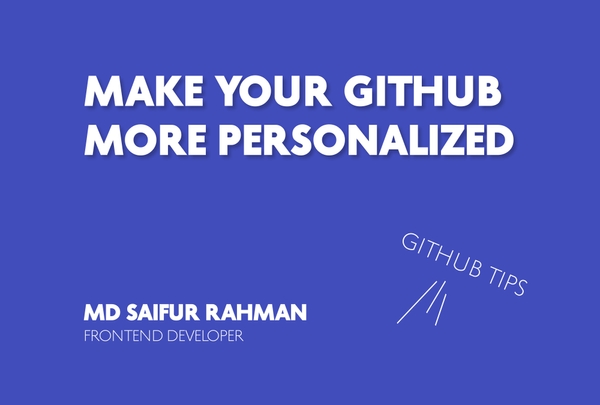 MAKE YOUR GITHUB
MORE PERSONALIZED
GITHUB TIPS
MD SAIFUR RAHMAN
FRONTEND DEVELOPER